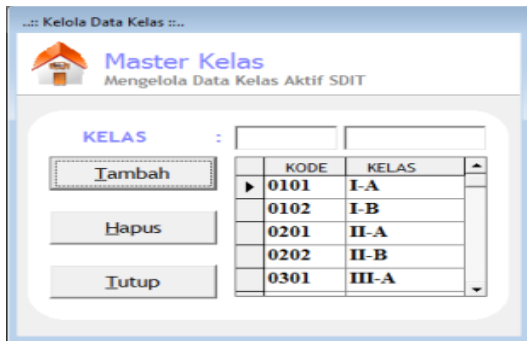 ..:: Kelola Data Kelas ::..
Master Kelas
Mengelola Data Kelas Aktif SDIT
KELAS :
Tambah
Hapus
Tutup
KODE KELAS
0101 I-A
0102 I-B
0201 II-A
0202 II-B
0301 III-A